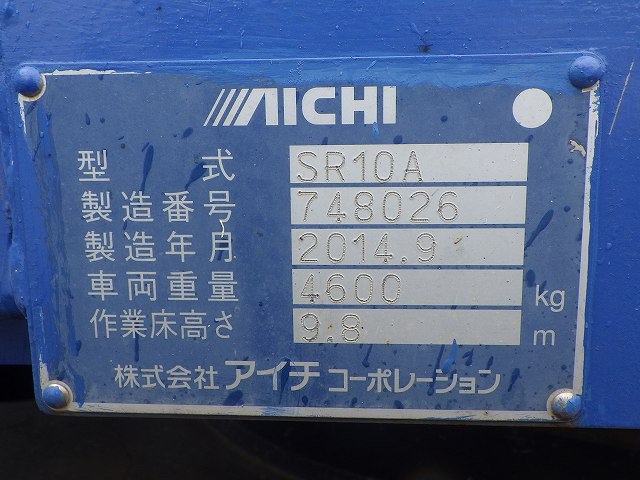 AICHI
型式 SR10A
製造番号 748026
製造年月 2014.9
車両重量 4600 kg
作業床高さ 9.8 m
株式会社 アイチ コーポレーション